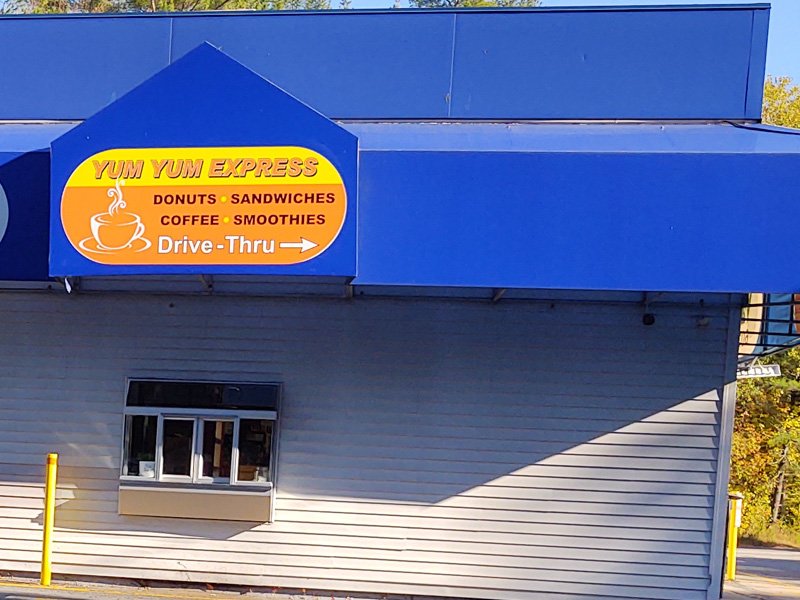 YUM YUM EXPRESS
DONUTS • SANDWICHES
COFFEE • SMOOTHIES
Drive-Thru →